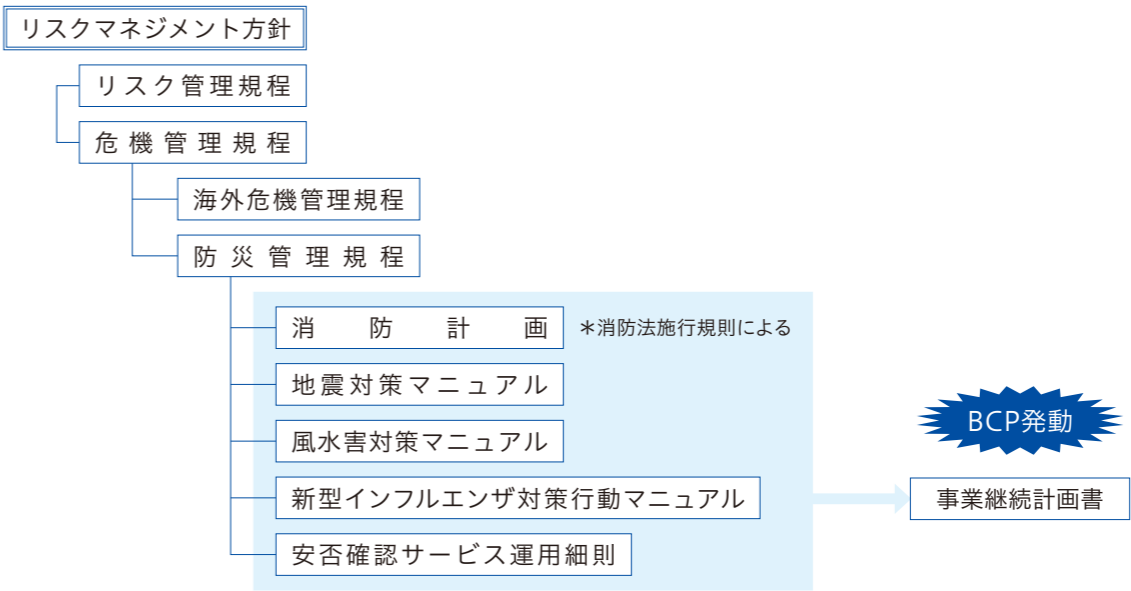 リスクマネジメント方針
リスク管理規程
危機管理規程
海外危機管理規程
防災管理規程
消防計画 *消防法施行規則による
地震対策マニュアル
風水害対策マニュアル
新型インフルエンザ対策行動マニュアル
安否確認サービス運用細則
BCP発動
事業継続計画書